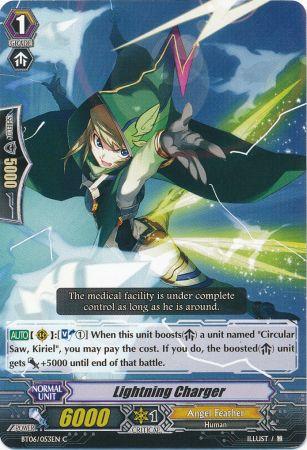 GRADE
SHIELD
5000
The medical facility is under complete
control as long as he is around.
AUTO [ ]:[ 1] When this unit boosts( ) a unit named "Circular
Saw, Kiriel", you may pay the cost. If you do, the boosted( ) unit
gets +5000 until end of that battle.
NORMAL
UNIT
Lightning Charger
POWER
6000
1
CRITICAL
Angel Feather
Human
BT06/053EN C
ILLUST /